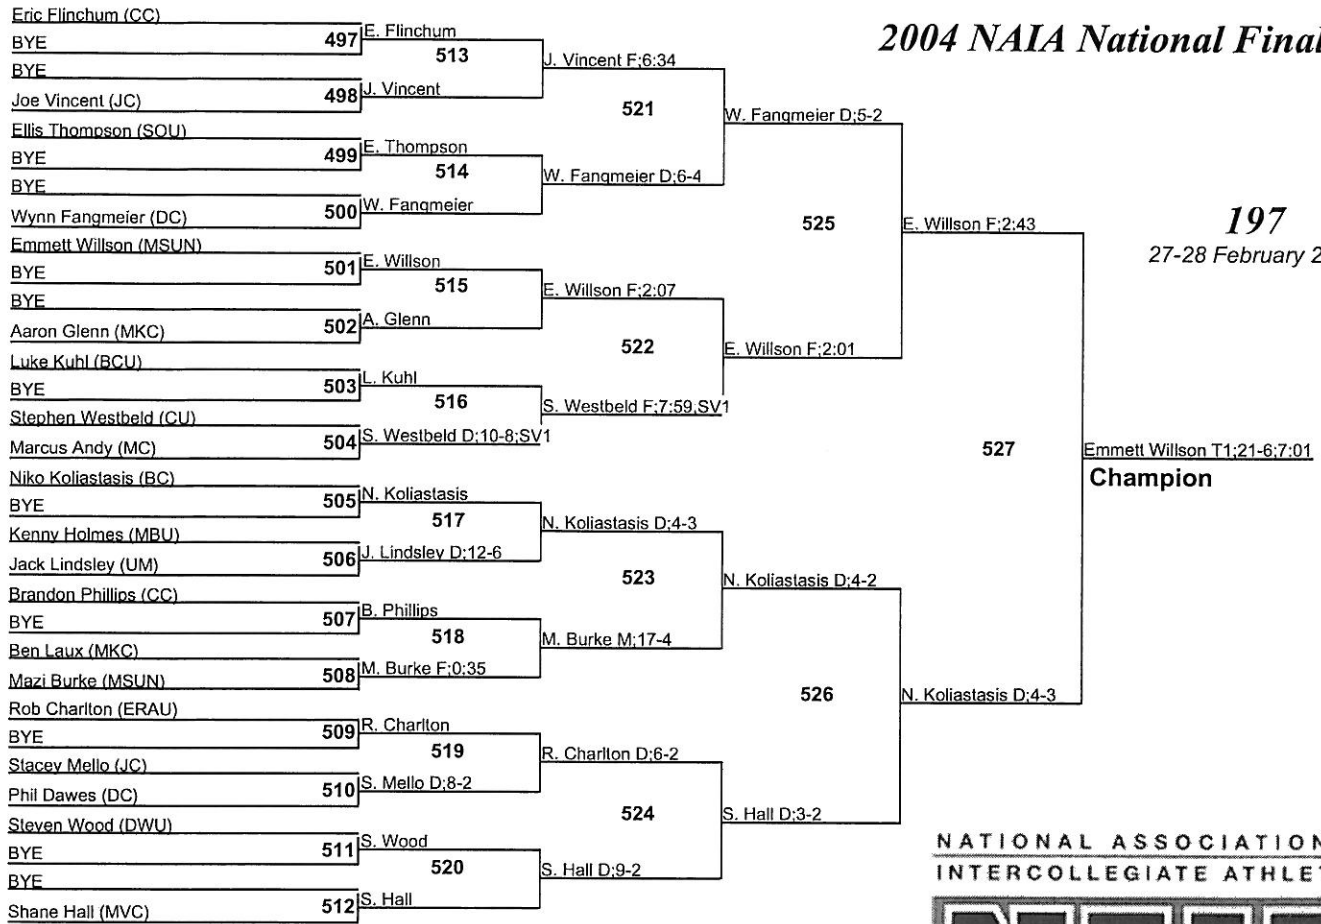 2004 NAIA National Final
197
27-28 February 2
Eric Flinchum (CC)
BYE
497
BYE
Joe Vincent (JC)
498
Ellis Thompson (SOU)
BYE
499
BYE
Wynn Fangmeier (DC)
500
Emmett Willson (MSUN)
BYE
501
BYE
Aaron Glenn (MKC)
502
Luke Kuhl (BCU)
BYE
503
Stephen Westbeld (CU)
Marcus Andy (MC)
504
Niko Koliastasis (BC)
BYE
505
Kenny Holmes (MBU)
Jack Lindsley (UM)
506
Brandon Phillips (CC)
BYE
507
Ben Laux (MKC)
Mazi Burke (MSUN)
508
Rob Charlton (ERAU)
BYE
509
Stacey Mello (JC)
Phil Dawes (DC)
510
Steven Wood (DWU)
BYE
511
BYE
Shane Hall (MVC)
512
E. Flinchum
513
J. Vincent
E. Thompson
514
W. Fangmeier
E. Willson
515
A. Glenn
L. Kuhl
516
S. Westbeld D;10-8;SV1
N. Koliastasis
517
J. Lindsley D;12-6
B. Phillips
518
M. Burke F;0:35
R. Charlton
519
S. Mello D;8-2
S. Wood
520
S. Hall
J. Vincent F;6:34
521
W. Fangmeier D;6-4
E. Willson F;2:07
522
S. Westbeld F;7:59,SV1
N. Koliastasis D;4-3
523
M. Burke M;17-4
R. Charlton D;6-2
524
S. Hall D;9-2
W. Fangmeier D;5-2
525
E. Willson F;2:01
N. Koliastasis D;4-2
526
S. Hall D;3-2
E. Willson F;2:43
527
N. Koliastasis D;4-3
Emmett Willson T1;21-6;7:01
Champion
NATIONAL ASSOCIATION
INTERCOLLEGIATE ATHLET